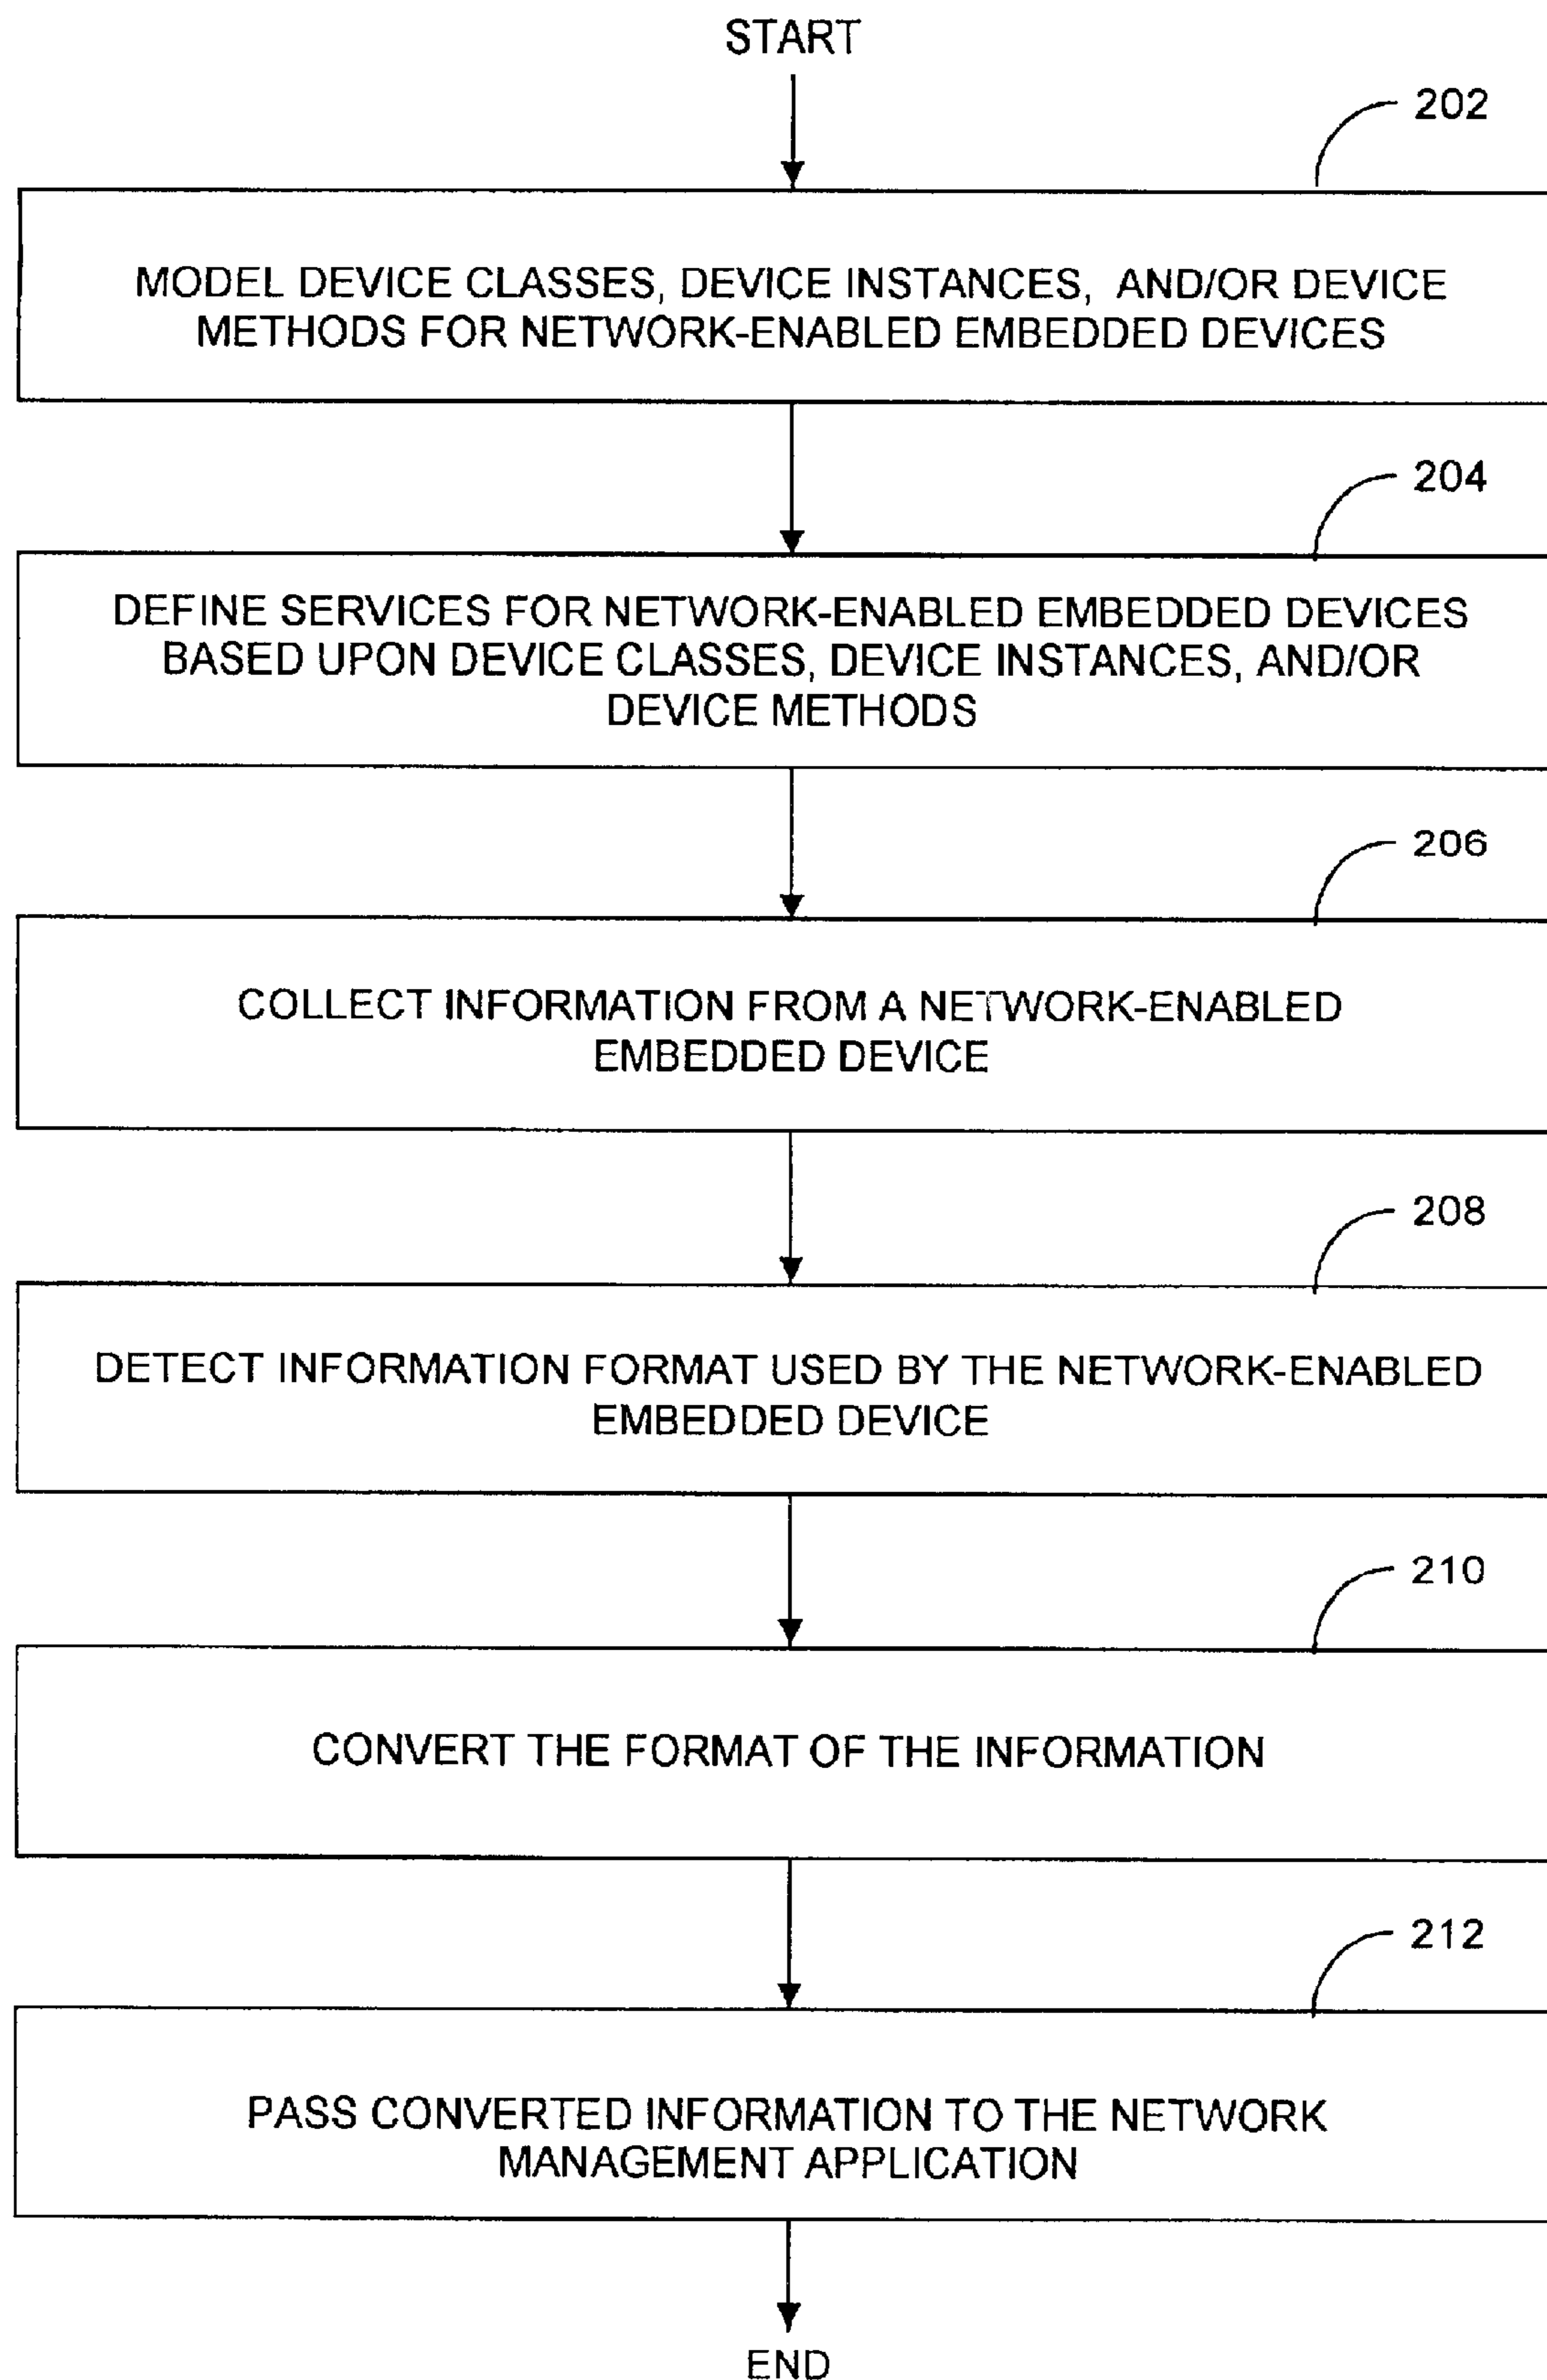 START
202
MODEL DEVICE CLASSES, DEVICE INSTANCES, AND/OR DEVICE
METHODS FOR NETWORK-ENABLED EMBEDDED DEVICES
204
DEFINE SERVICES FOR NETWORK-ENABLED EMBEDDED DEVICES
BASED UPON DEVICE CLASSES, DEVICE INSTANCES, AND/OR
DEVICE METHODS
206
COLLECT INFORMATION FROM A NETWORK-ENABLED
EMBEDDED DEVICE
208
DETECT INFORMATION FORMAT USED BY THE NETWORK-ENABLED
EMBEDDED DEVICE
210
CONVERT THE FORMAT OF THE INFORMATION
212
PASS CONVERTED INFORMATION TO THE NETWORK
MANAGEMENT APPLICATION
END